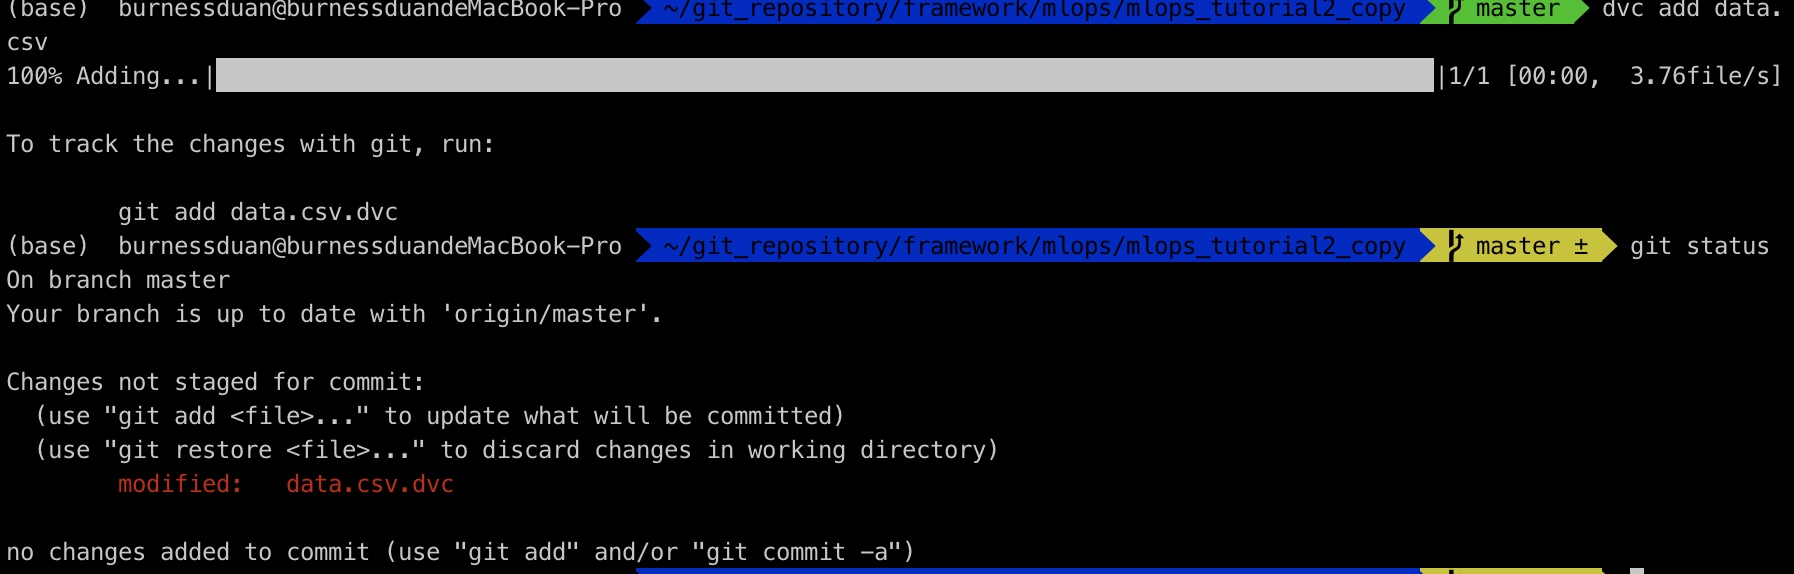 (base)  burnessduan@burnessduandeMacBook-Pro  ~/git_repository/framework/mlops/mlops_tutorial2_copy  master  dvc add data.
csv
100% Adding...|1/1 [00:00,  3.76file/s]
To track the changes with git, run:
git add data.csv.dvc
(base)  burnessduan@burnessduandeMacBook-Pro  ~/git_repository/framework/mlops/mlops_tutorial2_copy  master ±  git status
On branch master
Your branch is up to date with 'origin/master'.
Changes not staged for commit:
(use "git add <file>..." to update what will be committed)
(use "git restore <file>..." to discard changes in working directory)
modified:   data.csv.dvc
no changes added to commit (use "git add" and/or "git commit -a")